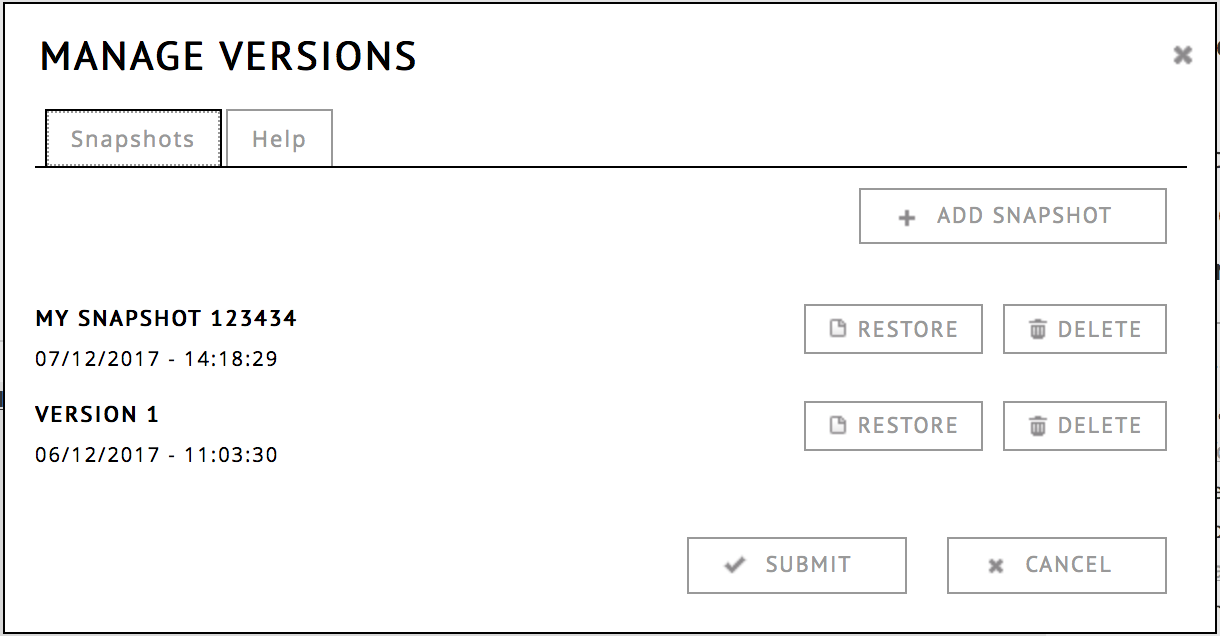 MANAGE VERSIONS
Snapshots
Help
ADD SNAPSHOT
MY SNAPSHOT 123434
RESTORE
DELETE
07/12/2017 - 14:18:29
VERSION 1
RESTORE
DELETE
06/12/2017 - 11:03:30
SUBMIT
CANCEL